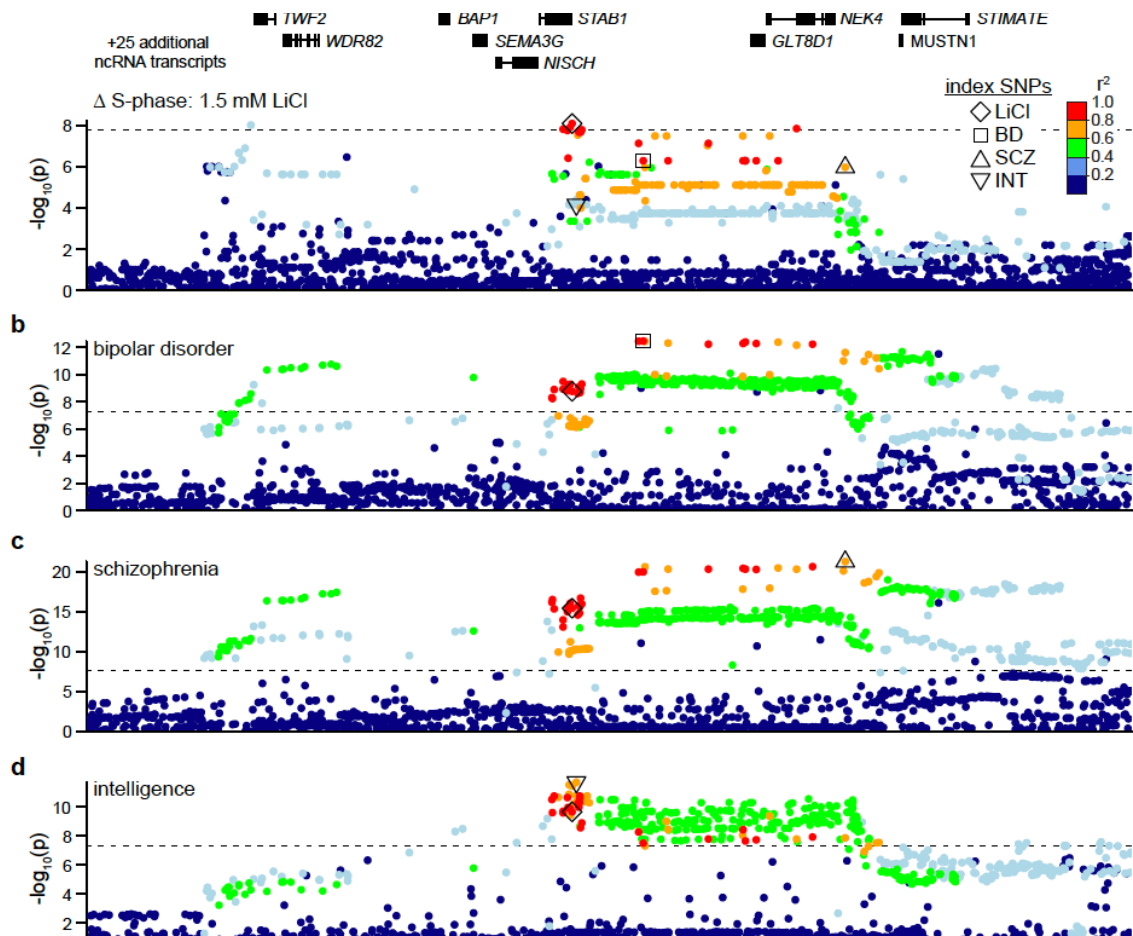 TWF2 BAP1 STAB1 NEK4 STIMATE
+25 additional WDR82 SEMA3G GLT8D1 MUSTN1
ncRNA transcripts NISCH
Δ S-phase: 1.5 mM LiCl
index SNPs r²
LiCl
BD
SCZ
INT
1.0
0.8
0.6
0.4
0.2
8
6
4
2
0
-log10(p)
b
bipolar disorder
12
10
8
6
4
2
0
-log10(p)
c
schizophrenia
20
15
10
5
0
-log10(p)
d
intelligence
10
8
6
4
2
-log10(p)